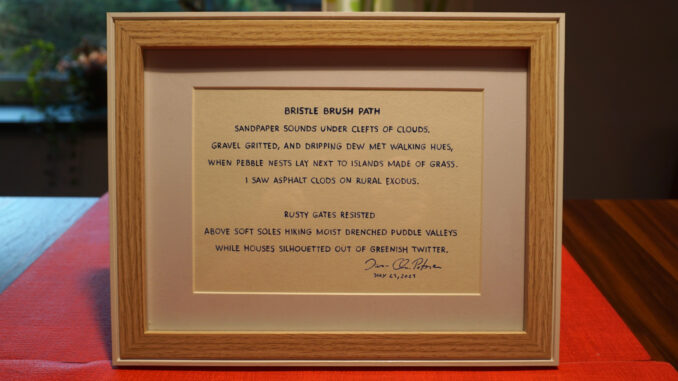 BRISTLE BRUSH PATH
SANDPAPER SOUNDS UNDER CLEFTS OF CLOUDS,
GRAVEL GRITTED, AND DRIPPING DEW MET WALKING HUES,
WHEN PEBBLE NESTS LAY NEXT TO ISLANDS MADE OF GRASS.
I SAW ASPHALT CLODS ON RURAL EXODUS.
RUSTY GATES RESISTED
ABOVE SOFT SOLES HIKING MOIST DRENCHED PUDDLE VALLEYS
WHILE HOUSES SILHOUETTED OUT OF GREENISH TWITTER.